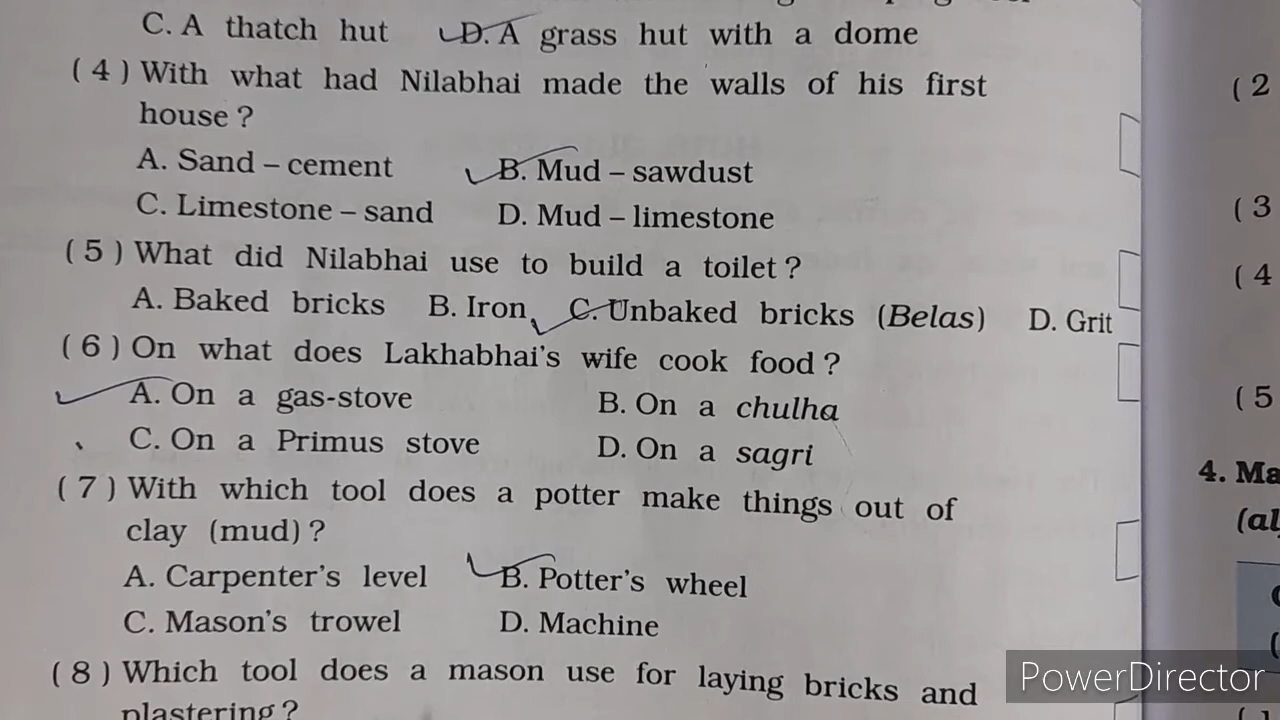 C. A thatch hut D. A grass hut with a dome
( 4 ) With what had Nilabhai made the walls of his first
house ?
A. Sand – cement B. Mud – sawdust
C. Limestone – sand D. Mud – limestone
( 5 ) What did Nilabhai use to build a toilet ?
A. Baked bricks B. Iron C. Unbaked bricks (Belas) D. Grit
( 6 ) On what does Lakhabhai's wife cook food ?
A. On a gas-stove B. On a chulha
C. On a Primus stove D. On a sagri
( 7 ) With which tool does a potter make things out of
clay (mud) ?
A. Carpenter's level B. Potter's wheel
C. Mason's trowel D. Machine
( 8 ) Which tool does a mason use for laying bricks and
plastering ?
( 2
( 3
( 4
( 5
4. Ma
(al
PowerDirector